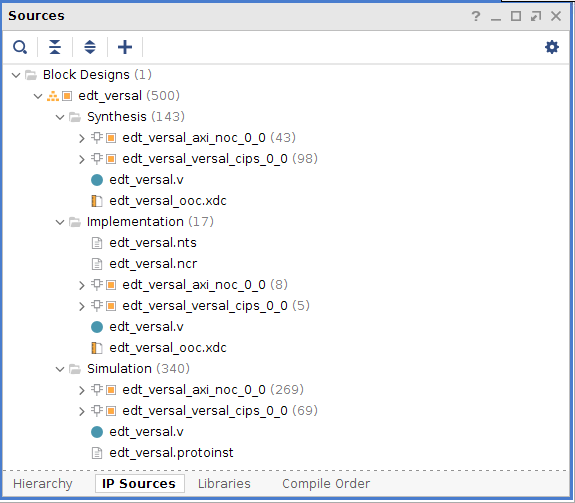 Sources
Block Designs (1)
edt_versal (500)
Synthesis (143)
edt_versal_axi_noc_0_0 (43)
edt_versal_versal_cips_0_0 (98)
edt_versal.v
edt_versal_ooc.xdc
Implementation (17)
edt_versal.nts
edt_versal.ncr
edt_versal_axi_noc_0_0 (8)
edt_versal_versal_cips_0_0 (5)
edt_versal.v
edt_versal_ooc.xdc
Simulation (340)
edt_versal_axi_noc_0_0 (269)
edt_versal_versal_cips_0_0 (69)
edt_versal.v
edt_versal.protoinst
Hierarchy IP Sources Libraries Compile Order